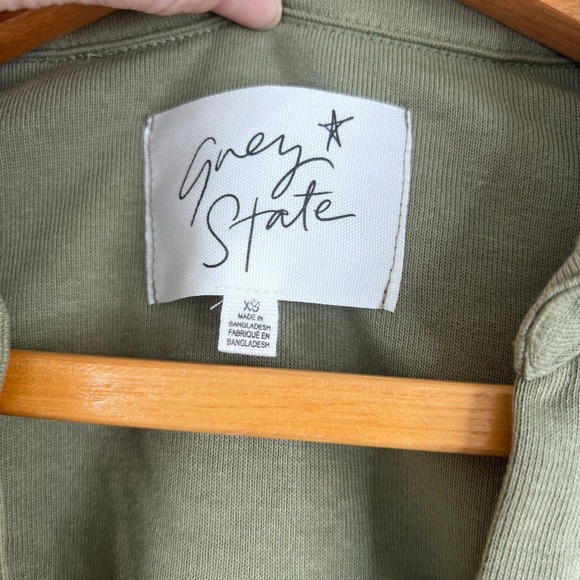 grey
State
XS
MADE IN
BANGLADESH
FABRIQUÉ EN
BANGLADESH